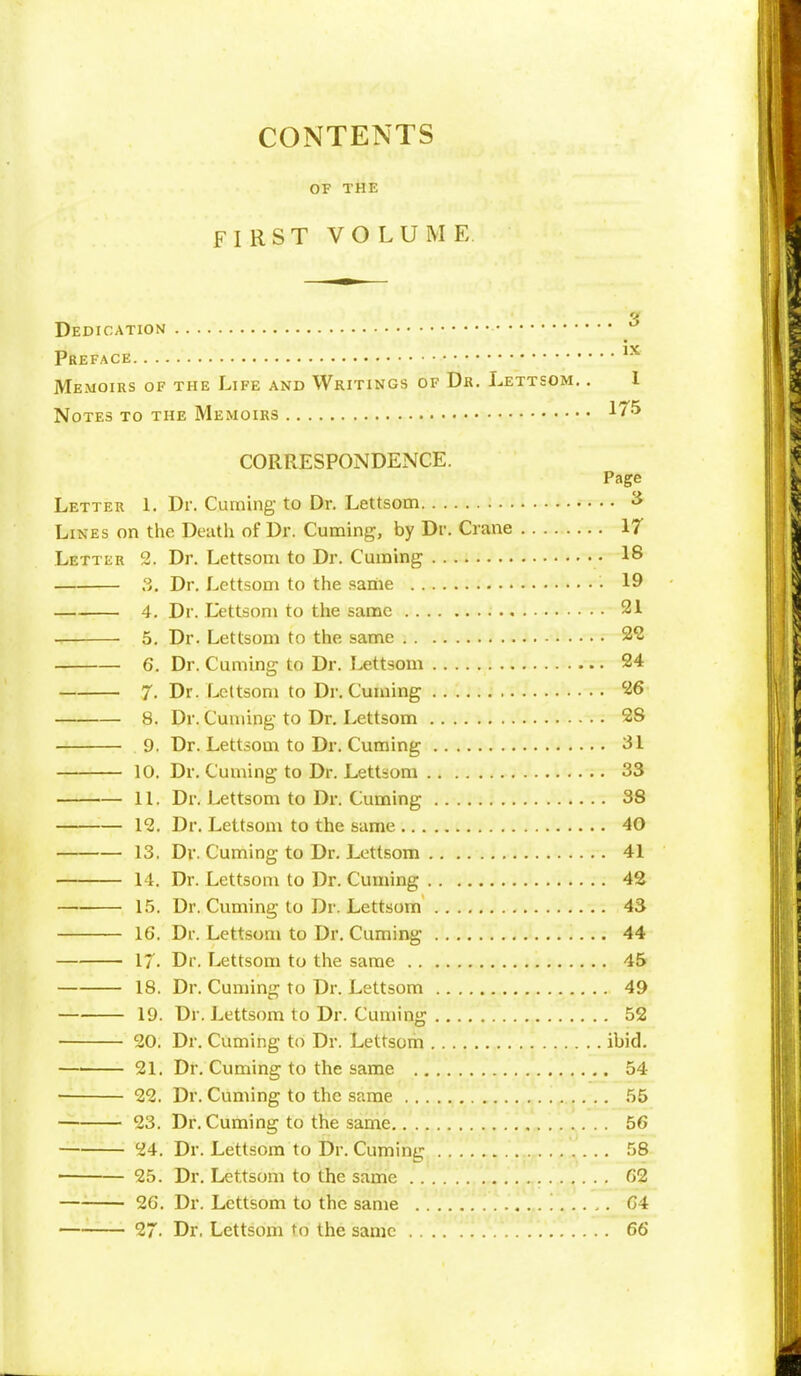 CONTENTS
OF THE
FIRST VOLUME.
DEDICATION .......... 3
PREFACE .......... ix
MEMOIRS OF THE LIFE AND WRITINGS OF DR. LETTSOM. . 1
NOTES TO THE MEMOIRS .......... 175
CORRESPONDENCE.
Page
LETTER 1. Dr. Cuming to Dr. Lettsom .......... 3
LINES on the Death of Dr. Cuming, by Dr. Crane .......... 17
LETTER 2. Dr. Lettsom to Dr. Cuming .......... 18
——— 3. Dr. Lettsom to the same .......... 19
——— 4. Dr. Lettsom to the same .......... 21
——— 5. Dr. Lettsom to the same .......... 22
——— 6. Dr. Cuming to Dr. Lettsom .......... 24
——— 7. Dr. Lettsom to Dr. Cuming .......... 26
——— 8. Dr. Cuming to Dr. Lettsom .......... 28
——— 9. Dr. Lettsom to Dr. Cuming .......... 31
——— 10. Dr. Cuming to Dr. Lettsom .......... 33
——— 11. Dr. Lettsom to Dr. Cuming .......... 38
——— 12. Dr. Lettsom to the same .......... 40
——— 13. Dr. Cuming to Dr. Lettsom .......... 41
——— 14. Dr. Lettsom to Dr. Cuming .......... 42
——— 15. Dr. Cuming to Dr. Lettsom .......... 43
——— 16. Dr. Lettsom to Dr. Cuming .......... 44
——— 17. Dr. Lettsom to the same .......... 45
——— 18. Dr. Cuming to Dr. Lettsom .......... 49
——— 19. Dr. Lettsom to Dr. Cuming .......... 52
——— 20. Dr. Cuming to Dr. Lettsom .......... ibid.
——— 21. Dr. Cuming to the same .......... 54
——— 22. Dr. Cuming to the same .......... 55
——— 23. Dr. Cuming to the same .......... 56
——— 24. Dr. Lettsom to Dr. Cuming .......... 58
——— 25. Dr. Lettsom to the same .......... 62
——— 26. Dr. Lettsom to the same .......... 64
——— 27. Dr. Lettsom to the same .......... 66